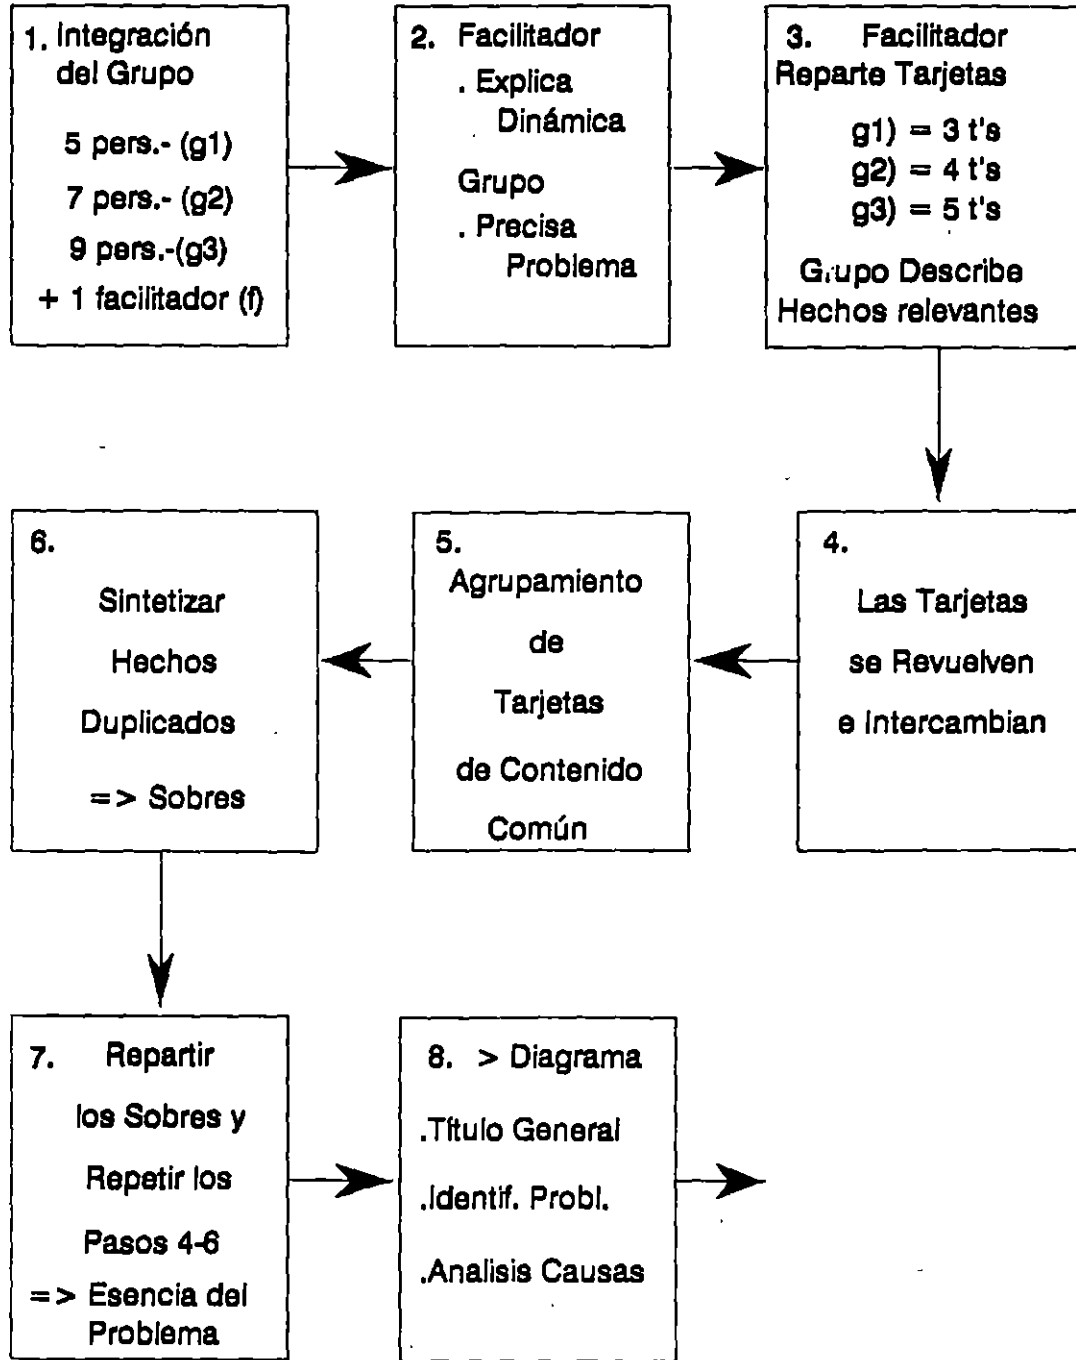 1. Integración
del Grupo
5 pers.- (g1)
7 pers.- (g2)
9 pers.-(g3)
+ 1 facilitador (f)
2. Facilitador
. Explica
Dinámica
Grupo
. Precisa
Problema
3. Facilitador
Reparte Tarjetas
g1) = 3 t's
g2) = 4 t's
g3) = 5 t's
Grupo Describe
Hechos relevantes
4.
Las Tarjetas
se Revuelven
e Intercambian
5.
Agrupamiento
de
Tarjetas
de Contenido
Común
6.
Sintetizar
Hechos
Duplicados
=> Sobres
7. Repartir
los Sobres y
Repetir los
Pasos 4-6
=> Esencia del
Problema
8. > Diagrama
.Título General
.Identif. Probl.
.Analisis Causas